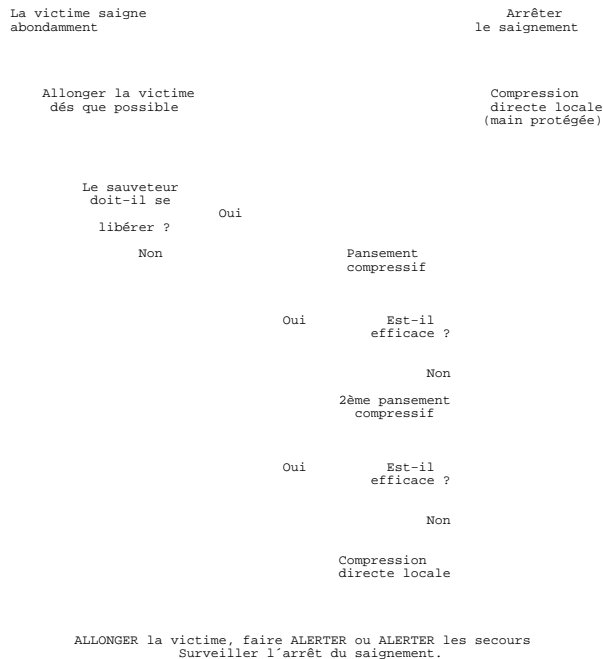 La victime saigne
abondamment
Arrêter
le saignement
Allonger la victime
dés que possible
Compression
directe locale
(main protégée)
Le sauveteur
doit-il se
Oui
libérer ?
Non
Pansement
compressif
Oui
Est-il
efficace ?
Non
2ème pansement
compressif
Oui
Est-il
efficace ?
Non
Compression
directe locale
ALLONGER la victime, faire ALERTER ou ALERTER les secours
Surveiller l´arrêt du saignement.